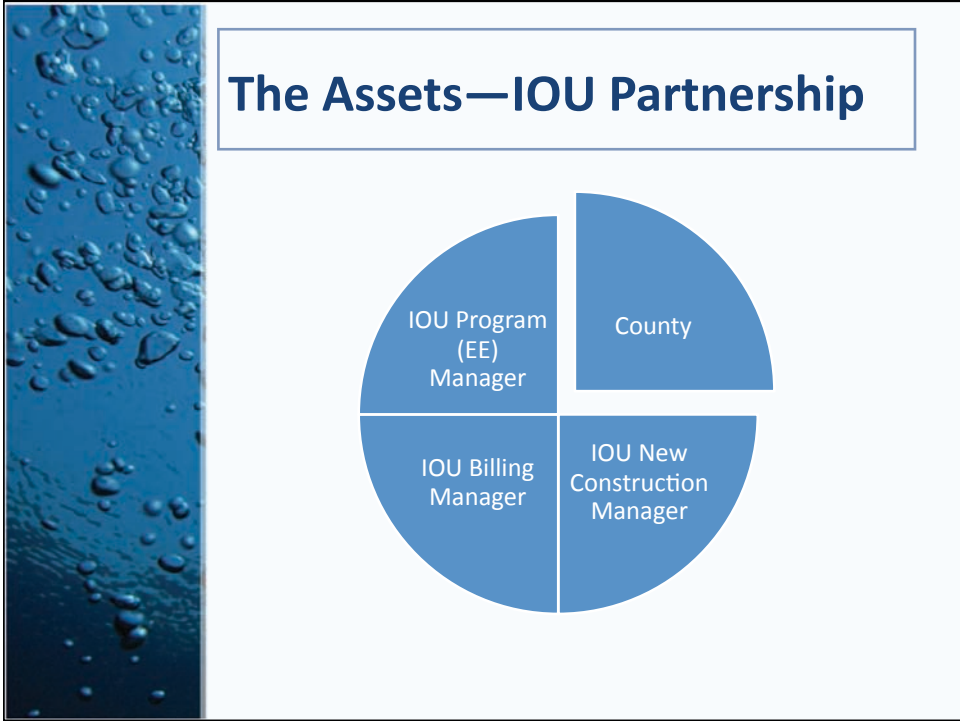 The Assets—IOU Partnership
IOU Program
(EE)
Manager
County
IOU Billing
Manager
IOU New
Construction
Manager